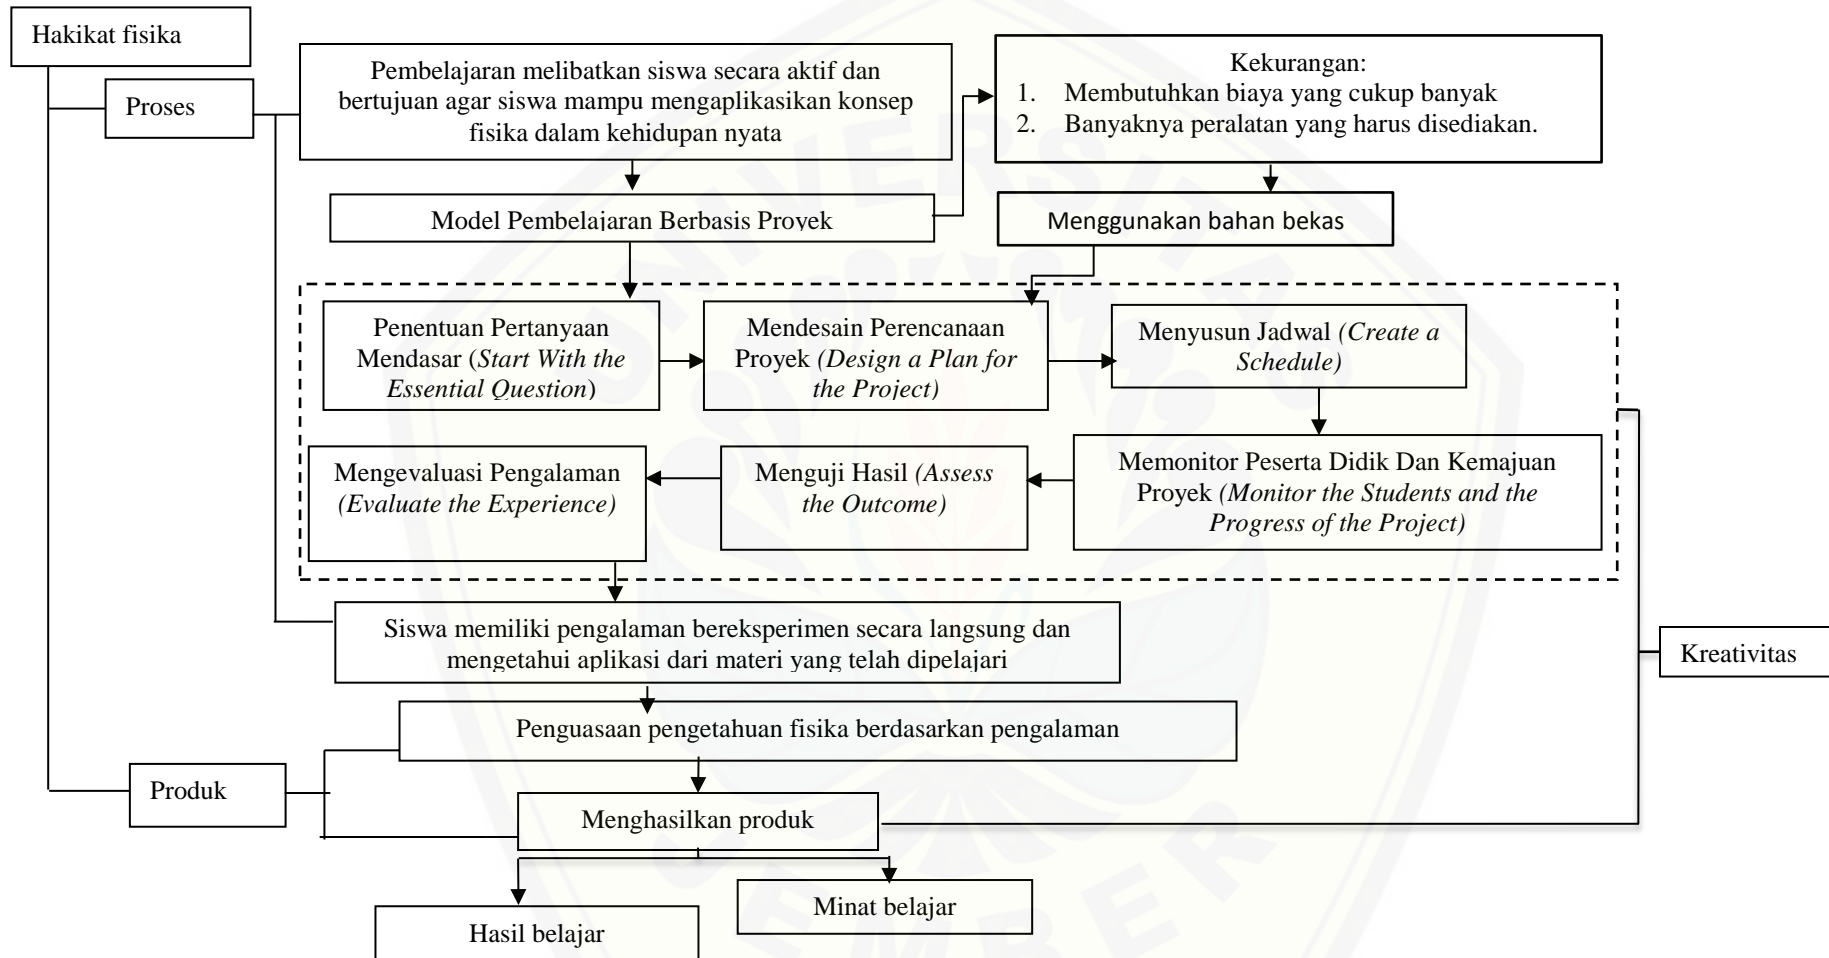 Hakikat fisika
Proses
Pembelajaran melibatkan siswa secara aktif dan
bertujuan agar siswa mampu mengaplikasikan konsep
fisika dalam kehidupan nyata
Kekurangan:
1. Membutuhkan biaya yang cukup banyak
2. Banyaknya peralatan yang harus disediakan.
Model Pembelajaran Berbasis Proyek
Menggunakan bahan bekas
Penentuan Pertanyaan
Mendasar (Start With the
Essential Question)
Mendesain Perencanaan
Proyek (Design a Plan for
the Project)
Menyusun Jadwal (Create a
Schedule)
Mengevaluasi Pengalaman
(Evaluate the Experience)
Menguji Hasil (Assess
the Outcome)
Memonitor Peserta Didik Dan Kemajuan
Proyek (Monitor the Students and the
Progress of the Project)
Siswa memiliki pengalaman bereksperimen secara langsung dan
mengetahui aplikasi dari materi yang telah dipelajari
Kreativitas
Penguasaan pengetahuan fisika berdasarkan pengalaman
Produk
Menghasilkan produk
Minat belajar
Hasil belajar
UNIVERSITAS
JEMBER